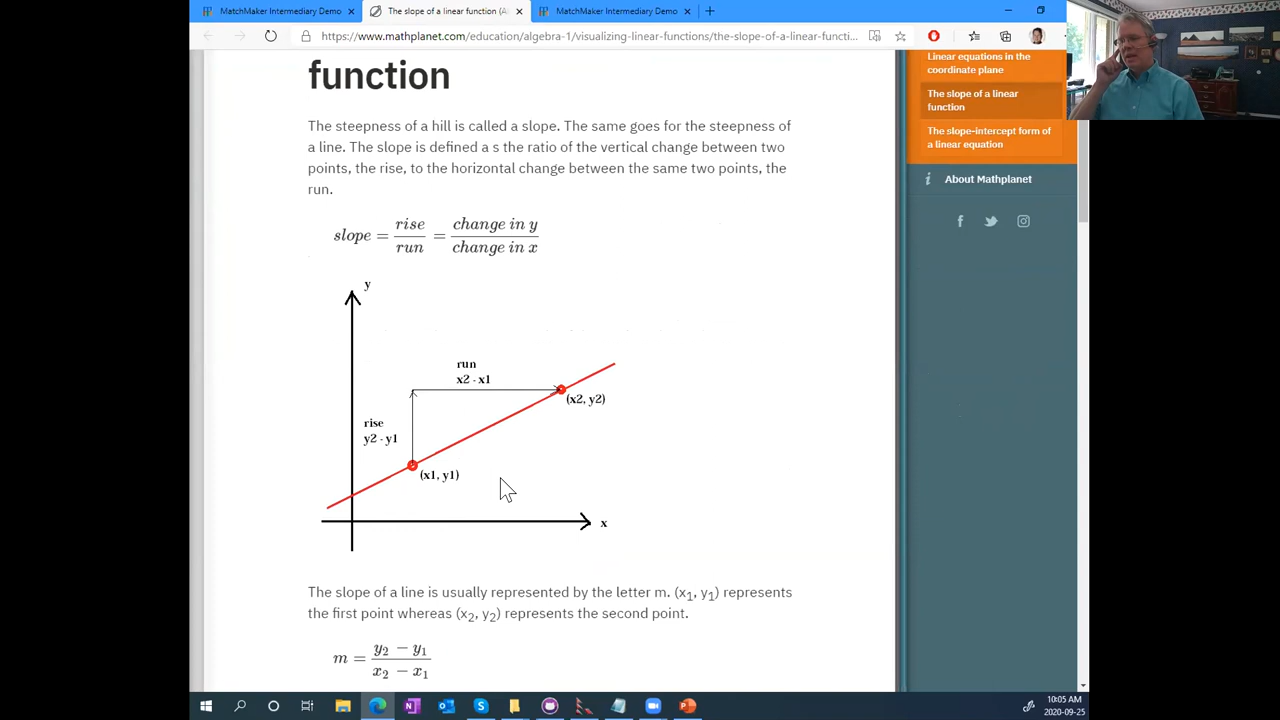 MatchMaker Intermediary Demo
The slope of a linear function (A
MatchMaker Intermediary Demo
https://www.mathplanet.com/education/algebra-1/visualizing-linear-functions/the-slope-of-a-linear-functi...
function
The steepness of a hill is called a slope. The same goes for the steepness of
a line. The slope is defined a s the ratio of the vertical change between two
points, the rise, to the horizontal change between the same two points, the
run.
slope = rise/run = change in y/change in x
y
run
x2 - x1
(x2, y2)
rise
y2 - y1
(x1, y1)
x
The slope of a line is usually represented by the letter m. (x₁, y₁) represents
the first point whereas (x₂, y₂) represents the second point.
m = y₂ − y₁/x₂ − x₁
Linear equations in the
coordinate plane
The slope of a linear
function
The slope-intercept form of
a linear equation
About Mathplanet
10:05 AM
2020-09-25